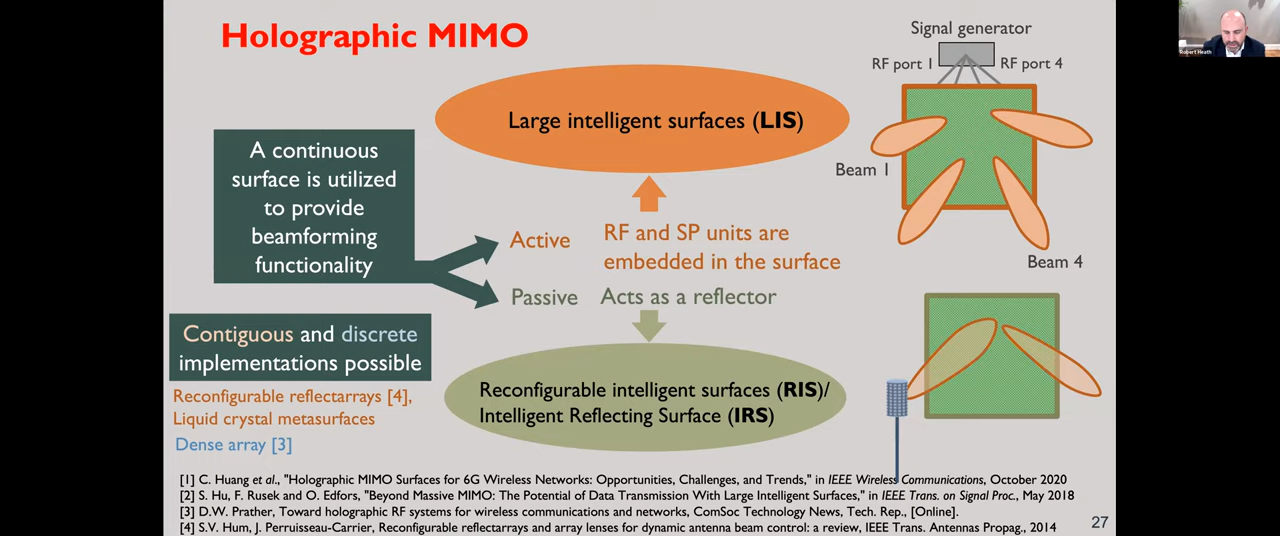 Holographic MIMO
Signal generator
RF port 1
RF port 4
Robert Heath
Large intelligent surfaces (LIS)
A continuous
surface is utilized
to provide
beamforming
functionality
Beam 1
Active
RF and SP units are
embedded in the surface
Beam 4
Passive
Acts as a reflector
Contiguous and discrete
implementations possible
Reconfigurable reflectarrays [4],
Liquid crystal metasurfaces
Dense array [3]
Reconfigurable intelligent surfaces (RIS)/
Intelligent Reflecting Surface (IRS)
[1] C. Huang et al., "Holographic MIMO Surfaces for 6G Wireless Networks: Opportunities, Challenges, and Trends," in IEEE Wireless Communications, October 2020
[2] S. Hu, F. Rusek and O. Edfors, "Beyond Massive MIMO: The Potential of Data Transmission With Large Intelligent Surfaces," in IEEE Trans. on Signal Proc., May 2018
[3] D.W. Prather, Toward holographic RF systems for wireless communications and networks, ComSoc Technology News, Tech. Rep., [Online].
[4] S.V. Hum, J. Perruisseau-Carrier, Reconfigurable reflectarrays and array lenses for dynamic antenna beam control: a review, IEEE Trans. Antennas Propag., 2014
27